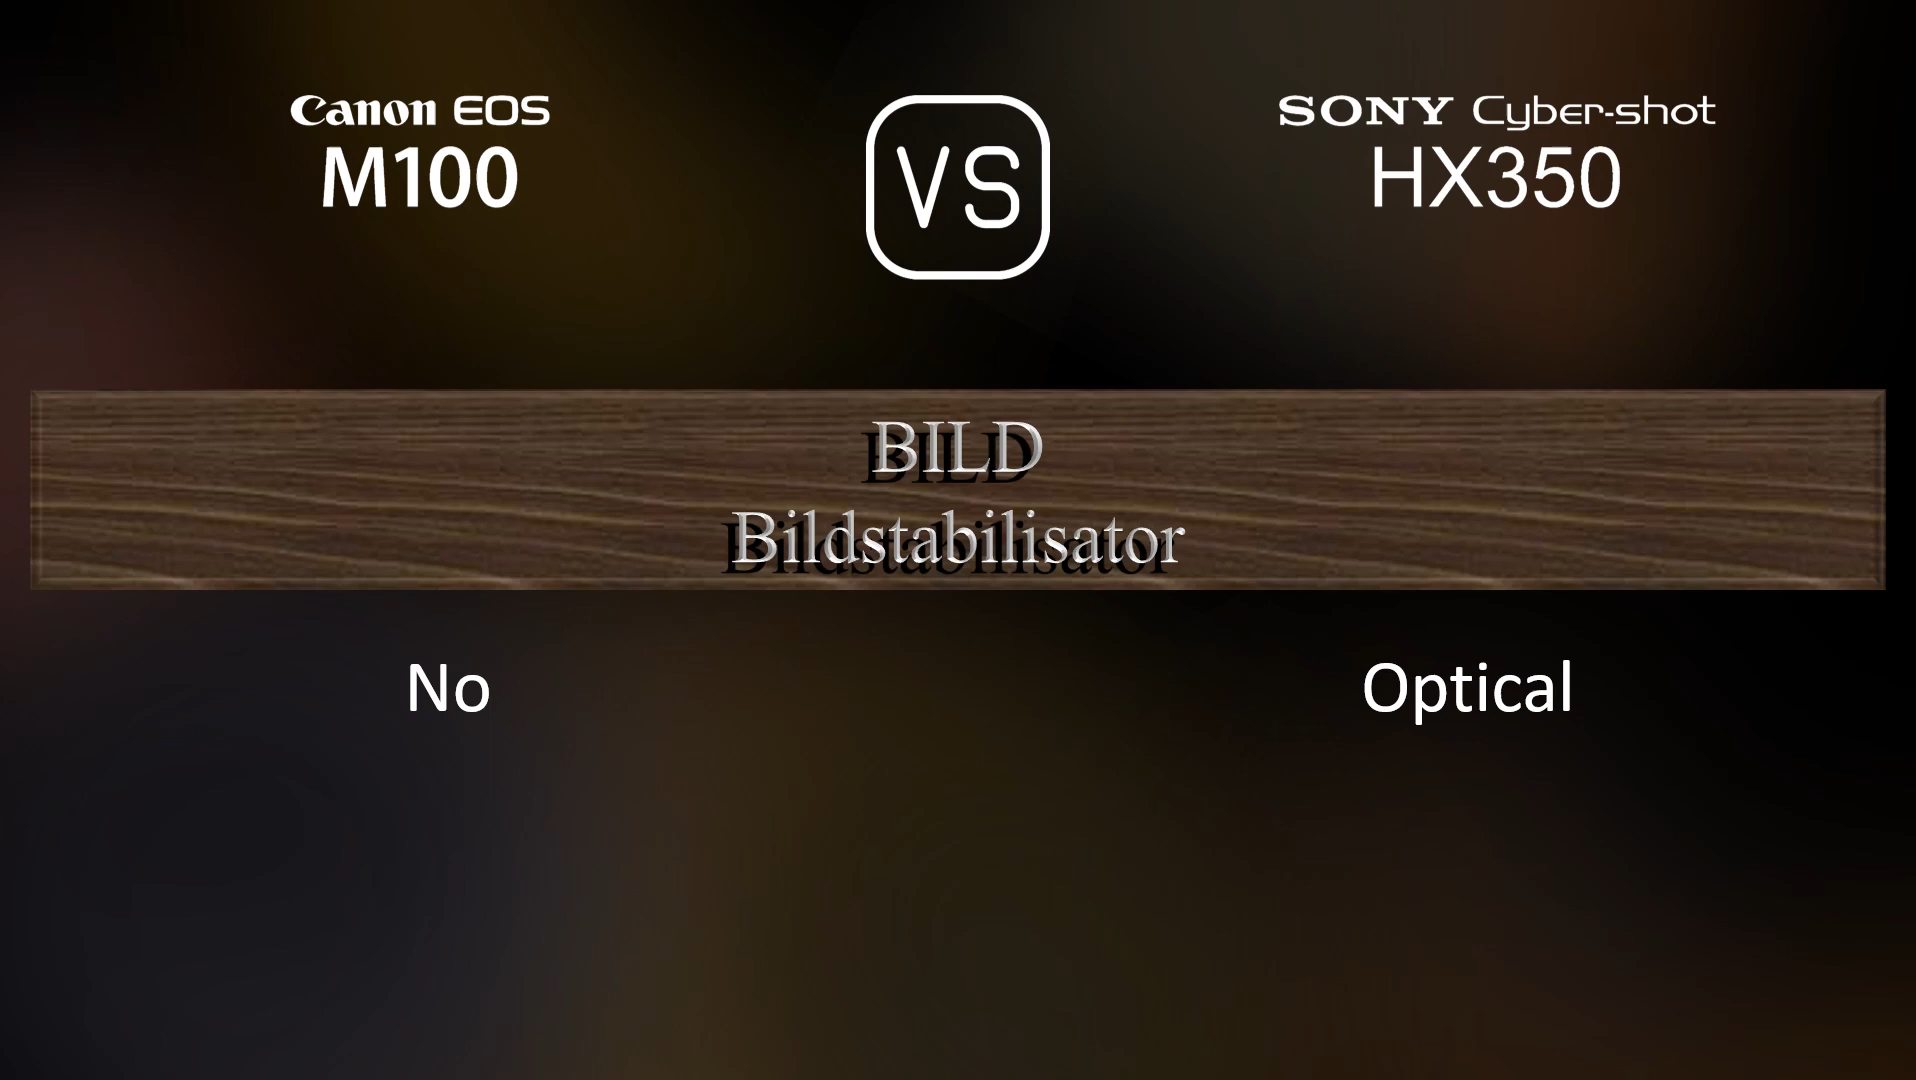 Canon EOS
M100
VS
SONY Cyber-shot
HX350
BILD
Bildstabilisator
No
Optical